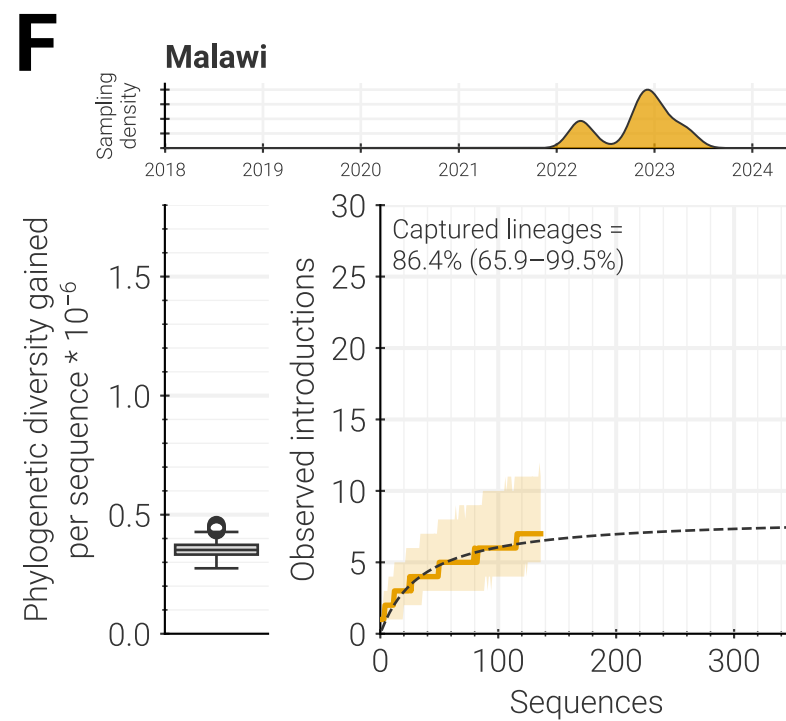 F
Malawi
Sampling
density
2018 2019 2020 2021 2022 2023 2024
Phylogenetic diversity gained
per sequence * 10⁻⁶
1.5
1.0
0.5
0.0
Observed introductions
30
25
20
15
10
5
0
Captured lineages =
86.4% (65.9–99.5%)
0 100 200 300
Sequences